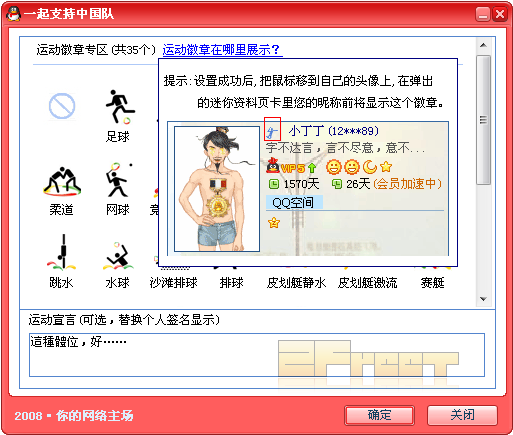 一起支持中国队
运动徽章专区(共35个) 运动徽章在哪里展示?
提示:设置成功后,把鼠标移到自己的头像上,在弹出
的迷你资料页卡里您的昵称前将显示这个徽章。
小丁丁 (12***89)
字不达言，言不尽意，意不...
VIP5
1570天 26天(会员加速中)
QQ空间
足球
柔道 网球
跳水 水球 沙滩排球 排球 皮划艇静水 皮划艇激流 赛艇
运动宣言(可选，替换个人签名显示)
這種體位，好……
2008·你的网络主场 确定 关闭